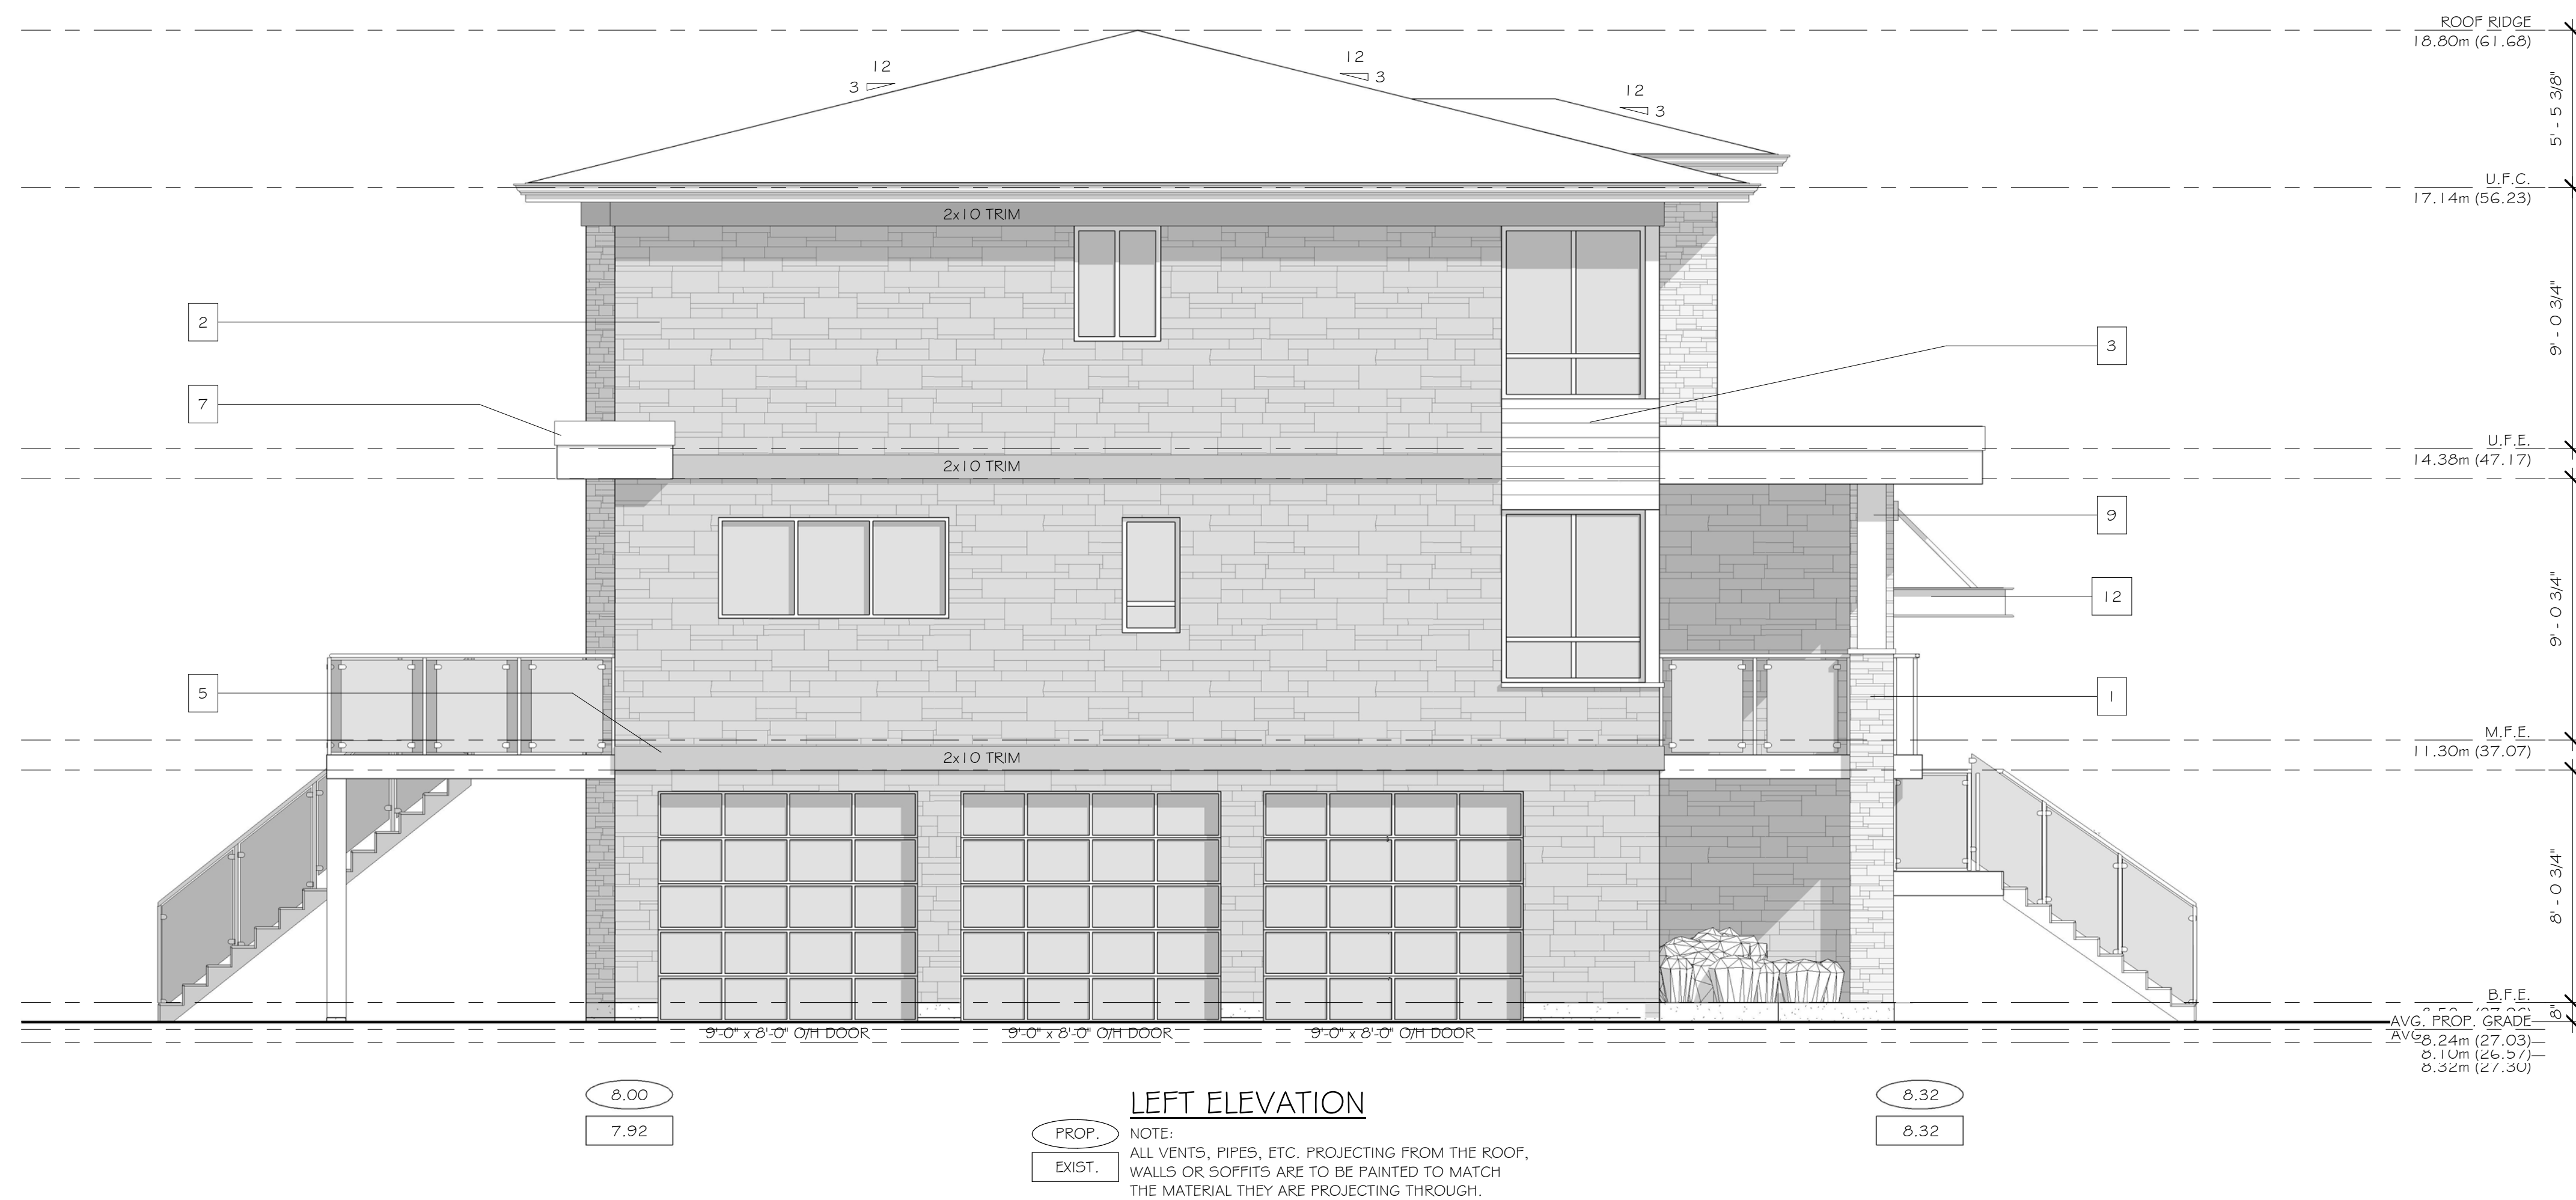 ROOF RIDGE
18.80m (61.68)
12
3
12
3
12
3
5' - 5 3/8"
U.F.C.
17.14m (56.23)
2x10 TRIM
9' - 0 3/4"
2
3
7
U.F.E.
14.38m (47.17)
2x10 TRIM
9
12
9' - 0 3/4"
5
1
M.F.E.
11.30m (37.07)
2x10 TRIM
8' - 0 3/4"
B.F.E.
8"
AVG. PROP. GRADE
AVG
8.24m (27.03)
8.10m (26.57)
8.32m (27.30)
9'-0" x 8'-0" O/H DOOR
9'-0" x 8'-0" O/H DOOR
9'-0" x 8'-0" O/H DOOR
8.00
7.92
8.32
8.32
LEFT ELEVATION
PROP.
EXIST.
NOTE:
ALL VENTS, PIPES, ETC. PROJECTING FROM THE ROOF,
WALLS OR SOFFITS ARE TO BE PAINTED TO MATCH
THE MATERIAL THEY ARE PROJECTING THROUGH.